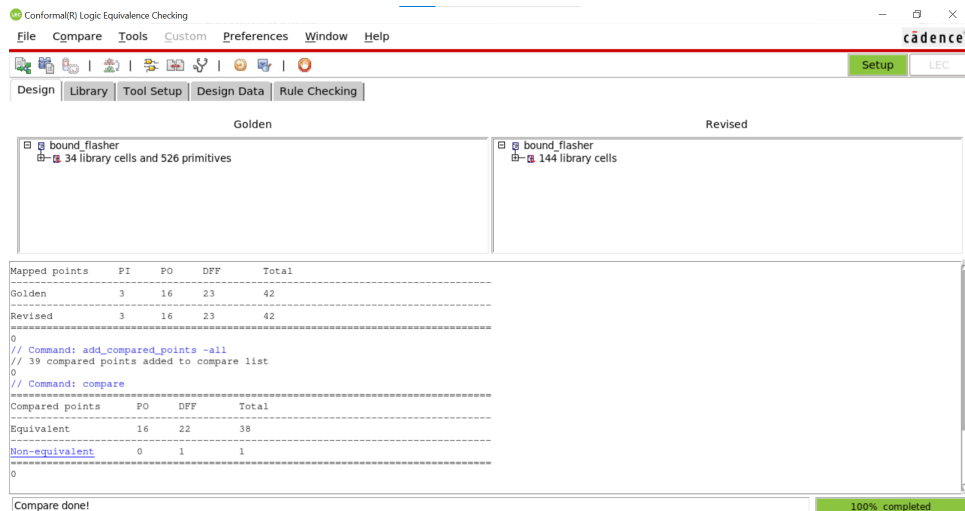 LEC Conformal(R) Logic Equivalence Checking
File Compare Tools Custom Preferences Window Help
cādence
Setup LEC
Design Library Tool Setup Design Data Rule Checking
Golden Revised
bound_flasher
34 library cells and 526 primitives
bound_flasher
144 library cells
Mapped points PI PO DFF Total
Golden 3 16 23 42
Revised 3 16 23 42
0
// Command: add_compared_points -all
// 39 compared points added to compare list
0
// Command: compare
Compared points PO DFF Total
Equivalent 16 22 38
Non-equivalent 0 1 1
0
Compare done! 100% completed